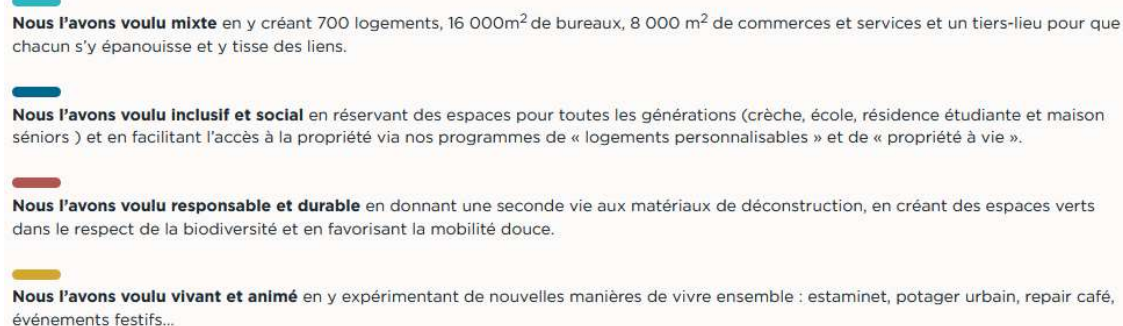 Nous l’avons voulu mixte en y créant 700 logements, 16 000m² de bureaux, 8 000 m² de commerces et services et un tiers-lieu pour que
chacun s’y épanouisse et y tisse des liens.
Nous l’avons voulu inclusif et social en réservant des espaces pour toutes les générations (crèche, école, résidence étudiante et maison
séniors ) et en facilitant l’accès à la propriété via nos programmes de « logements personnalisables » et de « propriété à vie ».
Nous l’avons voulu responsable et durable en donnant une seconde vie aux matériaux de déconstruction, en créant des espaces verts
dans le respect de la biodiversité et en favorisant la mobilité douce.
Nous l’avons voulu vivant et animé en y expérimentant de nouvelles manières de vivre ensemble : estaminet, potager urbain, repair café,
événements festifs...